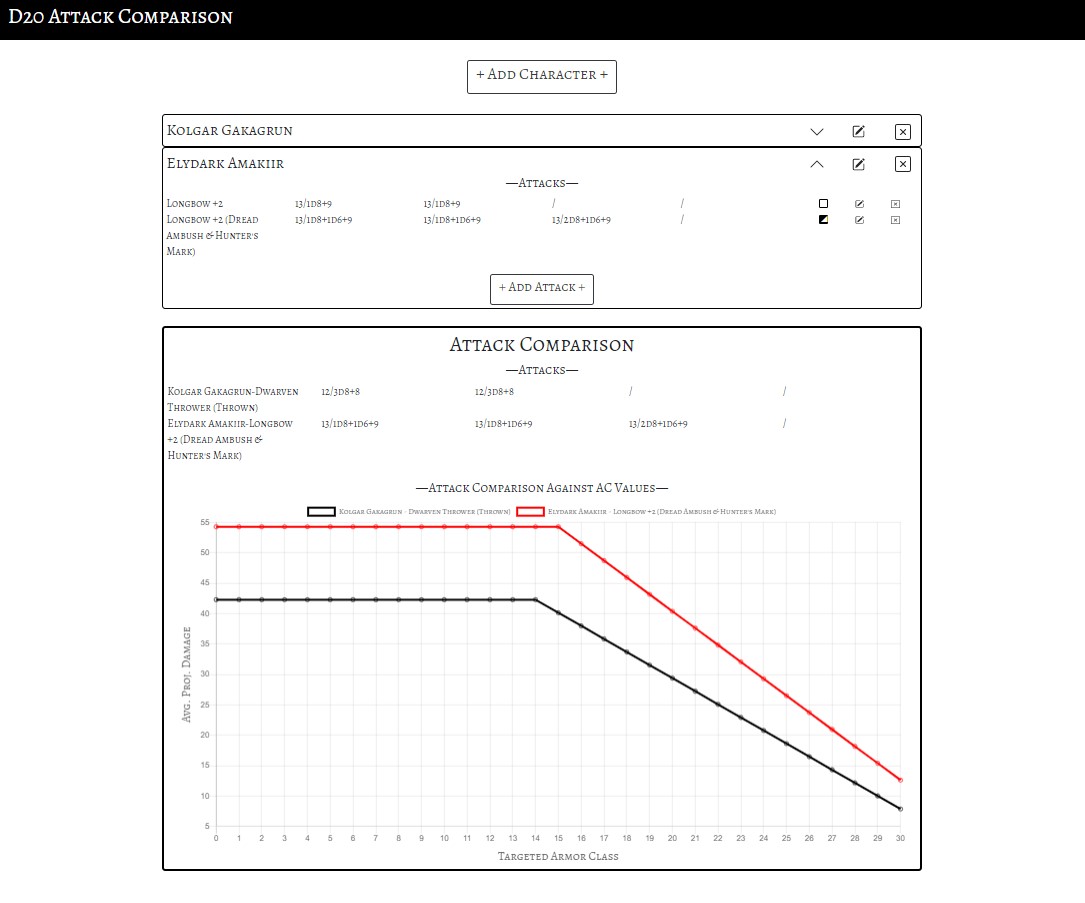 D20 Attack Comparison
+ Add Character +
Kolgar Gakagrun
Elydark Amakiir
—Attacks—
Longbow +2 13/1d8+9 13/1d8+9 / /
Longbow +2 (Dread 13/1d8+1d6+9 13/1d8+1d6+9 13/2d8+1d6+9 /
Ambush & Hunter's
Mark)
+ Add Attack +
Attack Comparison
—Attacks—
Kolgar Gakagrun-Dwarven 12/3d8+8 12/3d8+8 / /
Thrower (Thrown)
Elydark Amakiir-Longbow 13/1d8+1d6+9 13/1d8+1d6+9 13/2d8+1d6+9 /
+2 (Dread Ambush &
Hunter's Mark)
—Attack Comparison Against AC Values—
Kolgar Gakagrun - Dwarven Thrower (Thrown) Elydark Amakiir - Longbow +2 (Dread Ambush & Hunter's Mark)
55
50
45
40
35
30
25
20
15
10
5
Avg. Proj. Damage
0 1 2 3 4 5 6 7 8 9 10 11 12 13 14 15 16 17 18 19 20 21 22 23 24 25 26 27 28 29 30
Targeted Armor Class